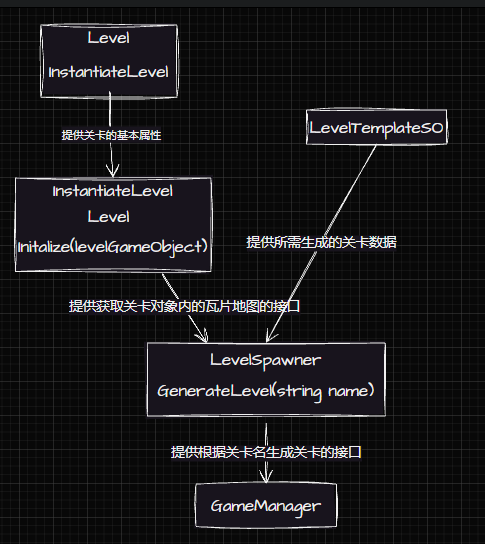 Level
InstantiateLevel
提供关卡的基本属性
LevelTemplateSO
InstantiateLevel
Level
Initalize(levelGameObject)
提供所需生成的关卡数据
提供获取关卡对象内的瓦片地图的接口
LevelSpawner
GenerateLevel(string name)
提供根据关卡名生成关卡的接口
GameManager